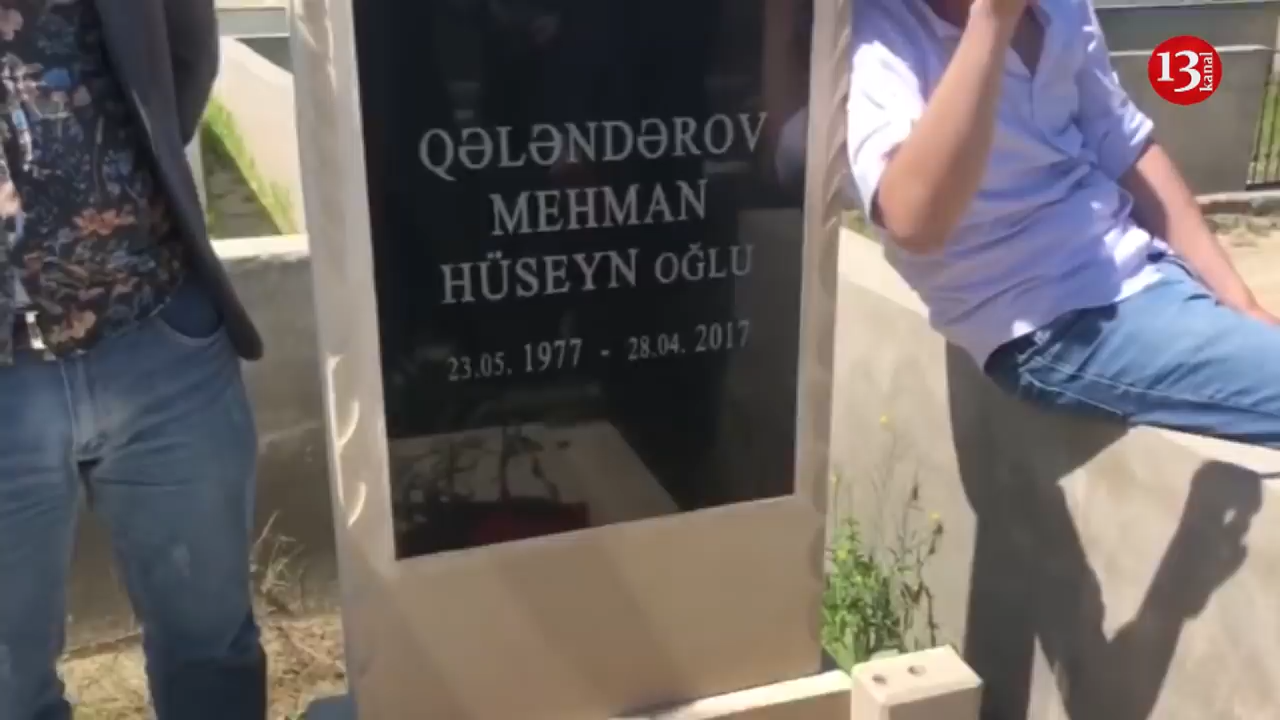 13 kanal
QƏLƏNDƏROV
MEHMAN
HÜSEYN OĞLU
23.05. 1977 - 28.04. 2017